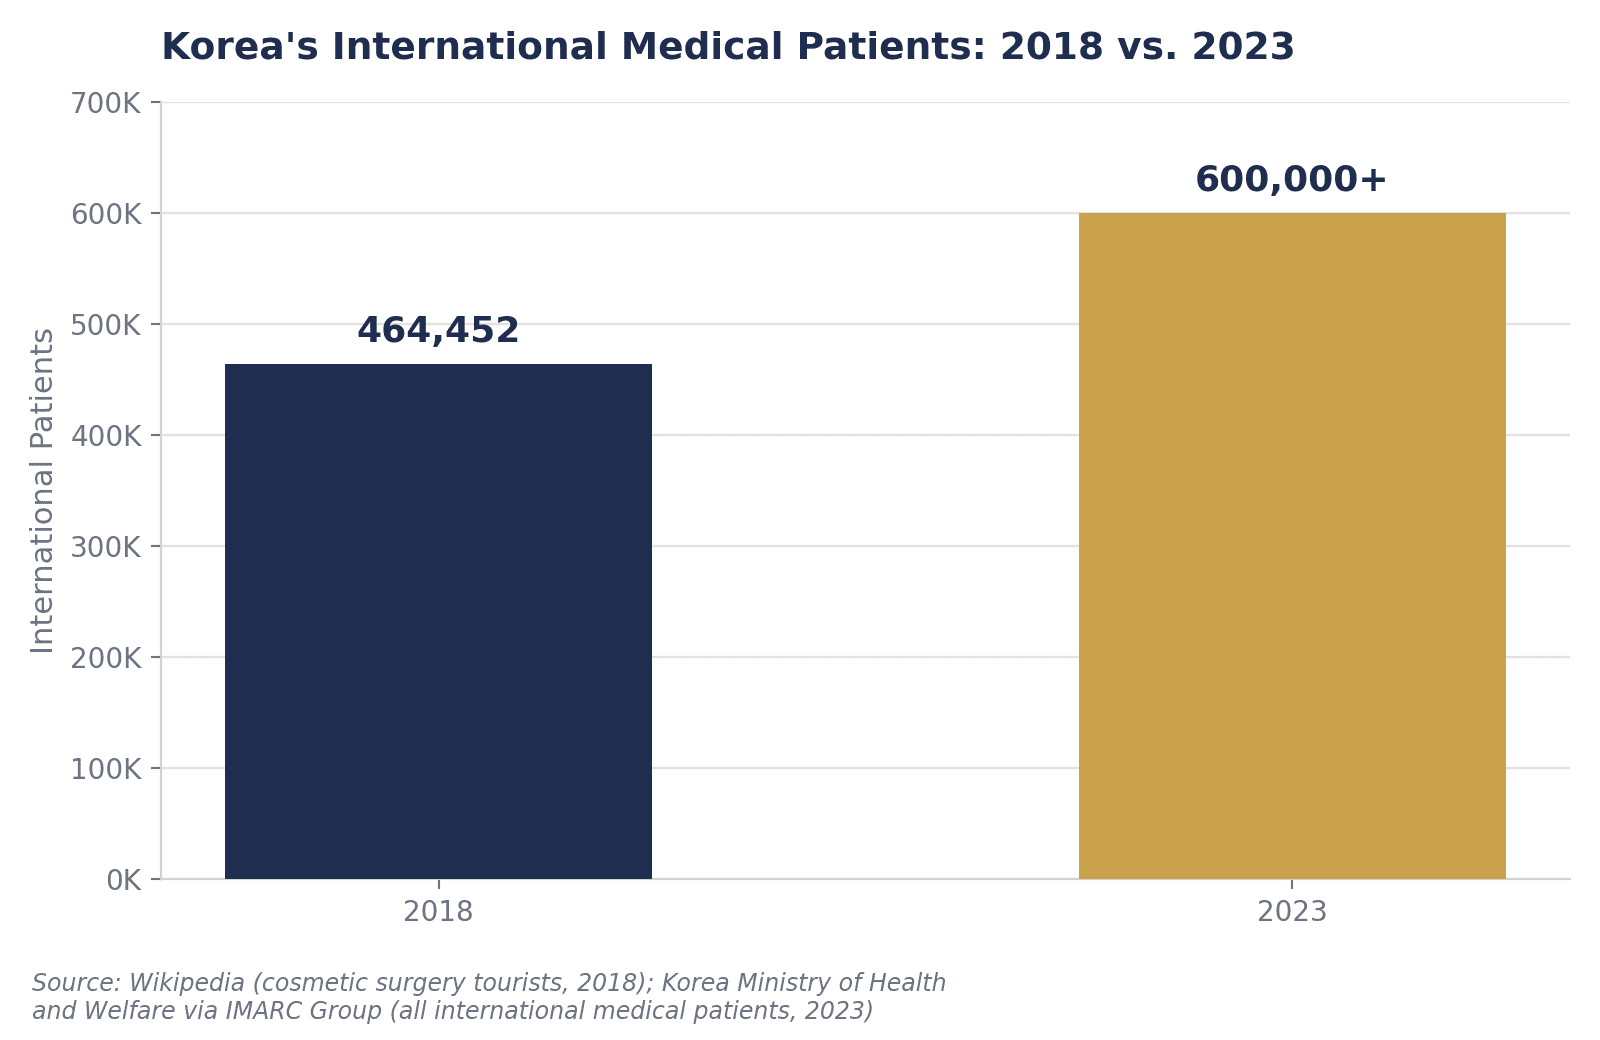 Korea's International Medical Patients: 2018 vs. 2023
700K
600K
500K
400K
300K
200K
100K
0K
International Patients
464,452
600,000+
2018
2023
Source: Wikipedia (cosmetic surgery tourists, 2018); Korea Ministry of Health
and Welfare via IMARC Group (all international medical patients, 2023)